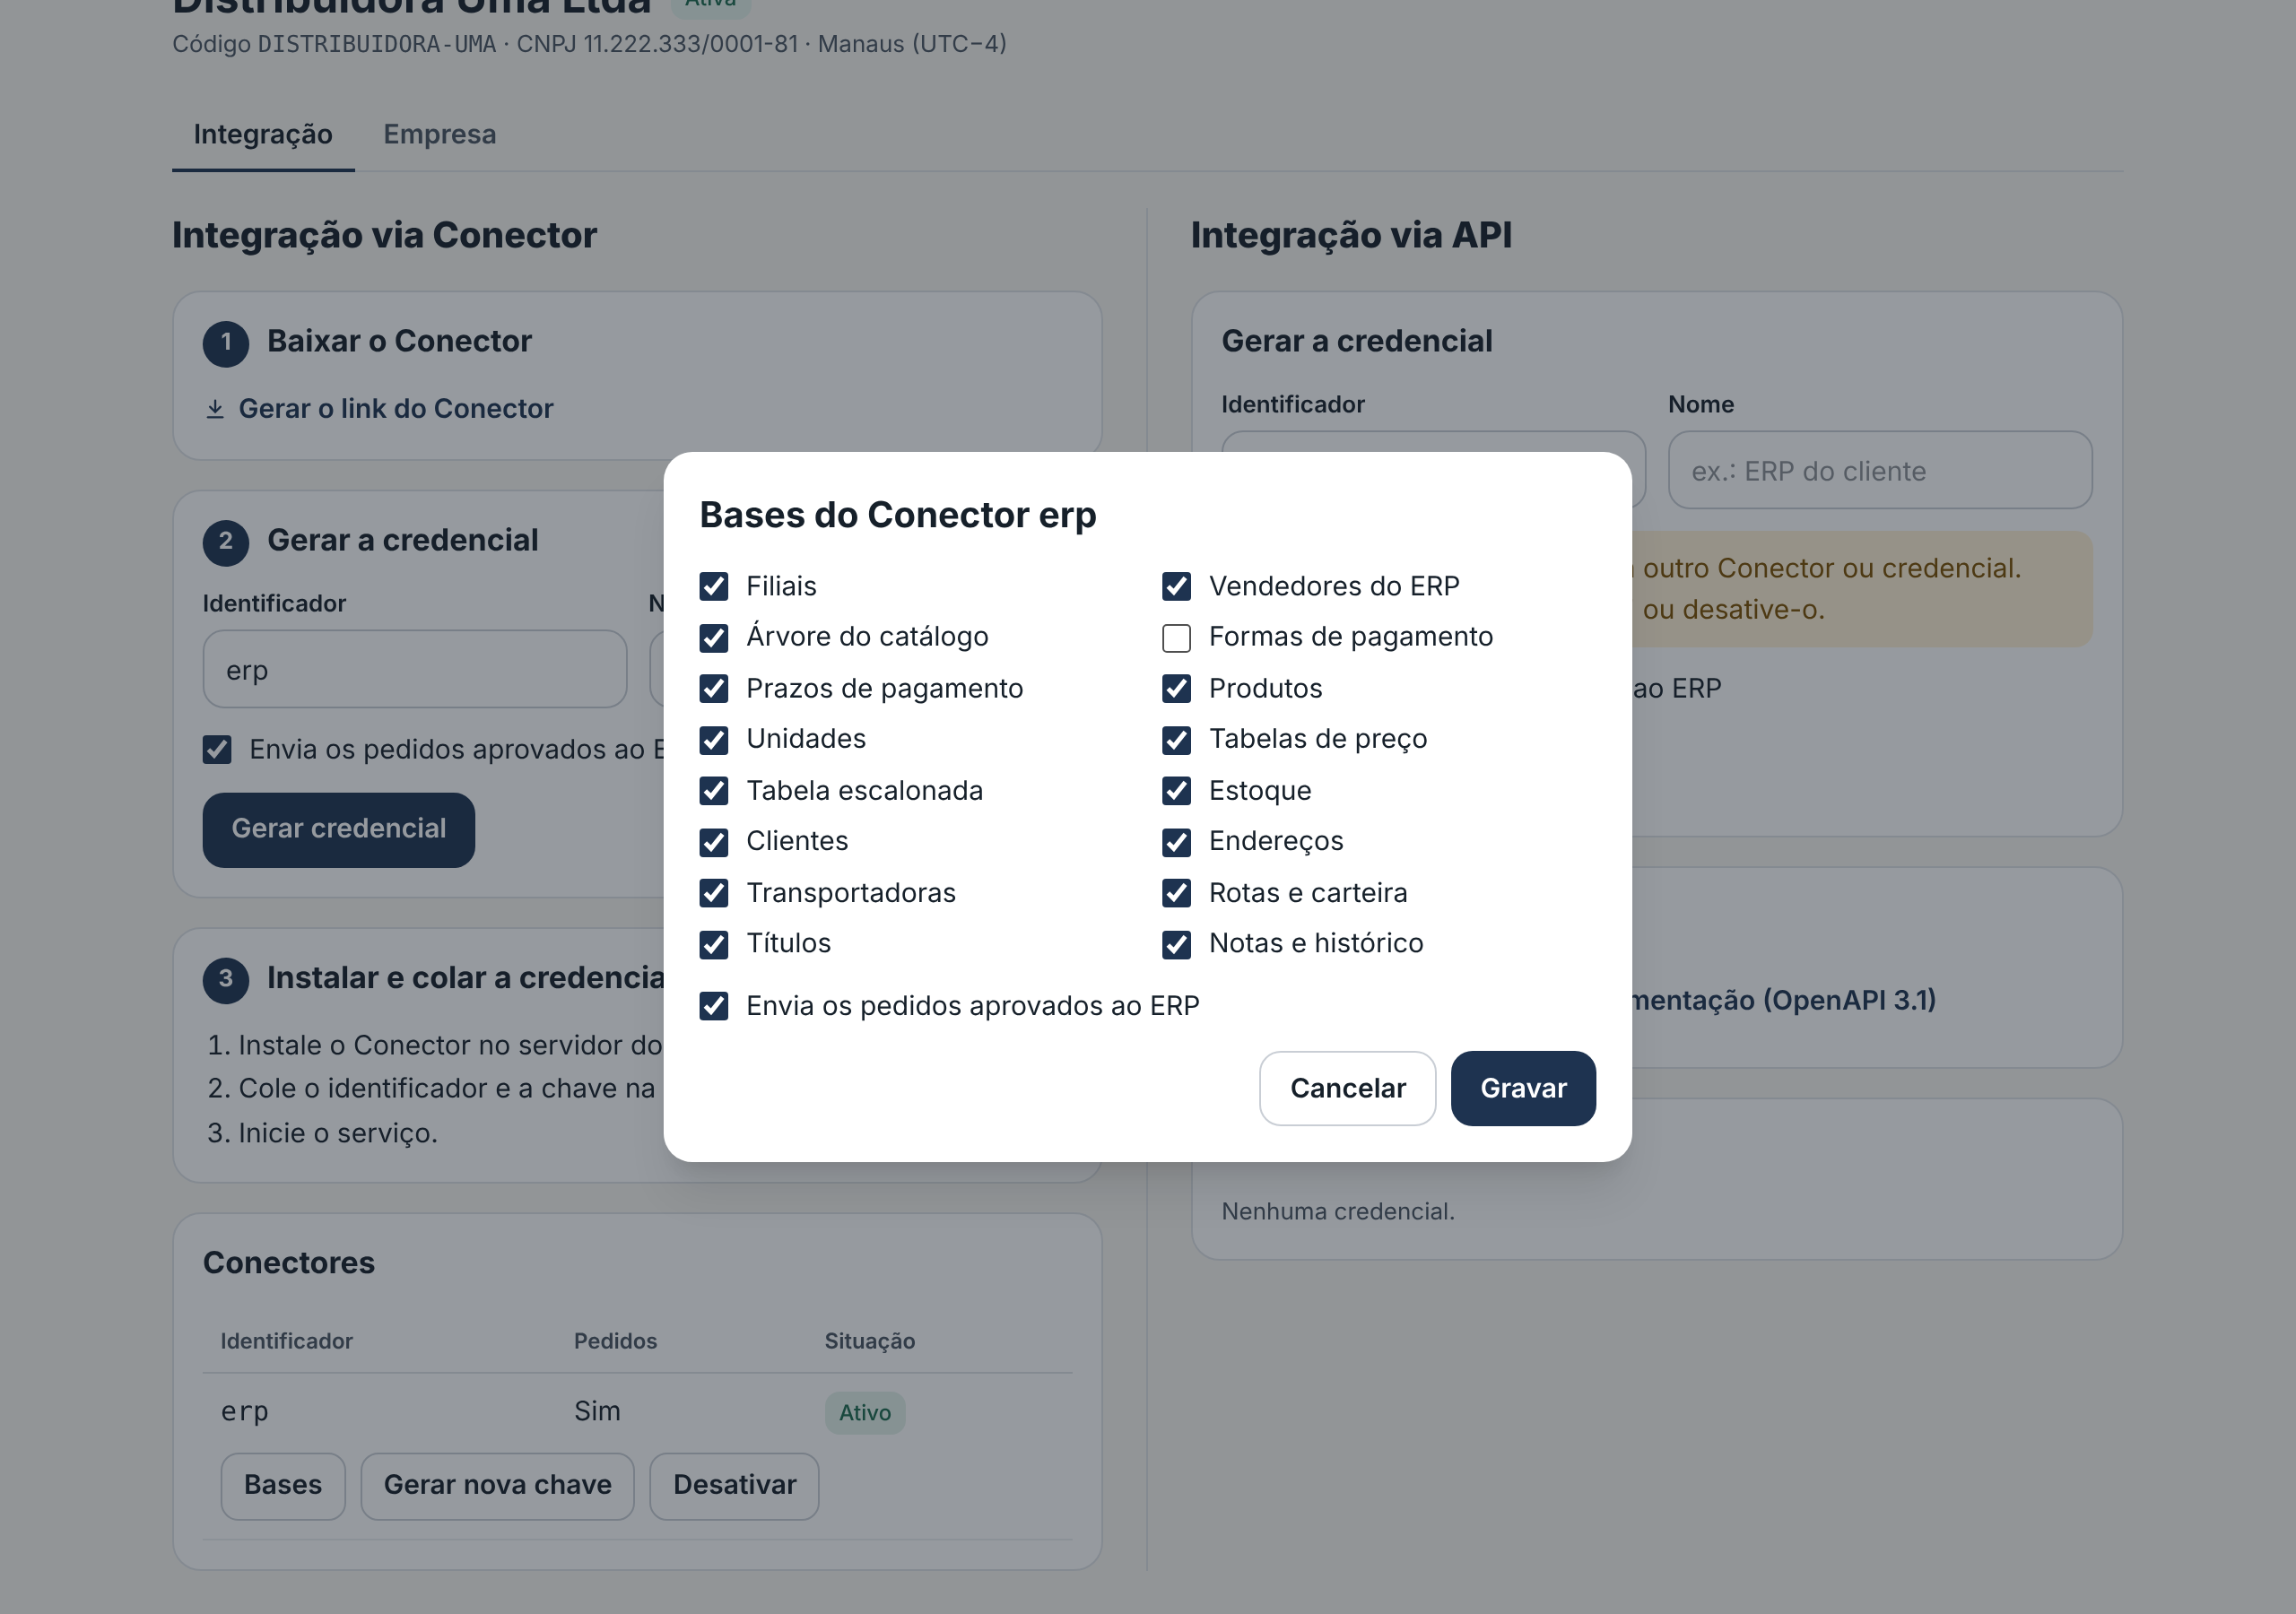 Distribuidora Uma Ltda Ativa
Código DISTRIBUIDORA-UMA · CNPJ 11.222.333/0001-81 · Manaus (UTC−4)
Integração Empresa
Integração via Conector
1 Baixar o Conector
Gerar o link do Conector
2 Gerar a credencial
Identificador
erp
Envia os pedidos aprovados ao
Gerar credencial
3 Instalar e colar a
1. Instale o Conector no servidor do
2. Cole o identificador e a chave na
3. Inicie o serviço.
Conectores
Identificador Pedidos Situação
erp Sim Ativo
Bases Gerar nova chave Desativar
Integração via API
Gerar a credencial
Identificador Nome
ex.: ERP do cliente
outro Conector ou credencial.
ou desative-o.
ao ERP
(OpenAPI 3.1)
Nenhuma credencial.
Bases do Conector erp
Filiais Vendedores do ERP
Árvore do catálogo Formas de pagamento
Prazos de pagamento Produtos
Unidades Tabelas de preço
Tabela escalonada Estoque
Clientes Endereços
Transportadoras Rotas e carteira
Títulos Notas e histórico
Envia os pedidos aprovados ao ERP
Cancelar Gravar